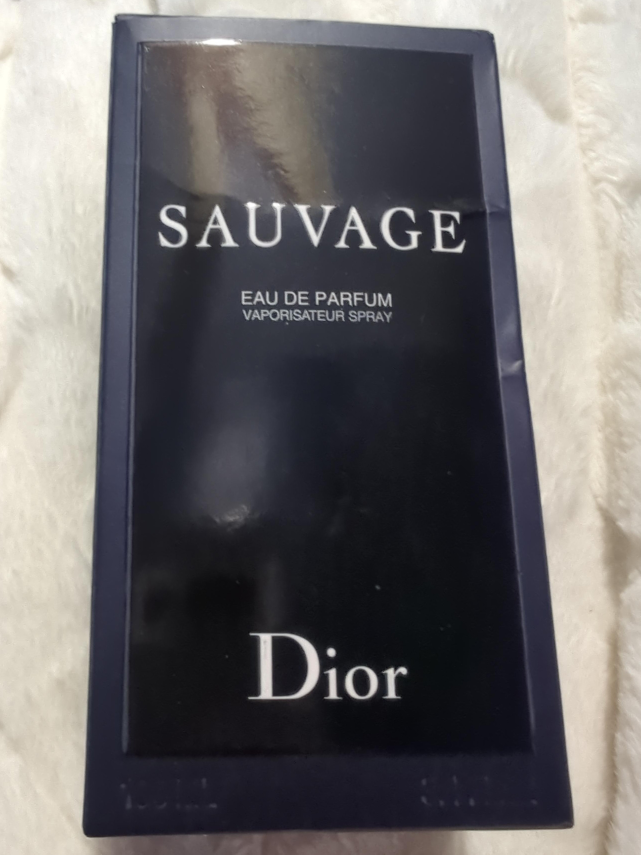 SAUVAGE
EAU DE PARFUM
VAPORISATEUR SPRAY
Dior